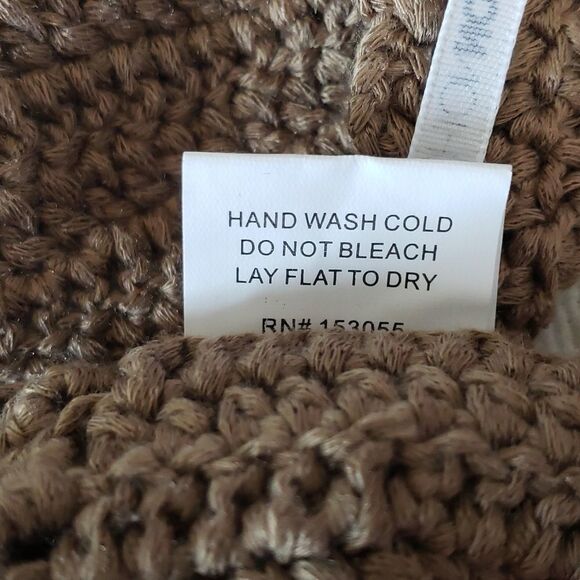 HAND WASH COLD
DO NOT BLEACH
LAY FLAT TO DRY
RN# 153055